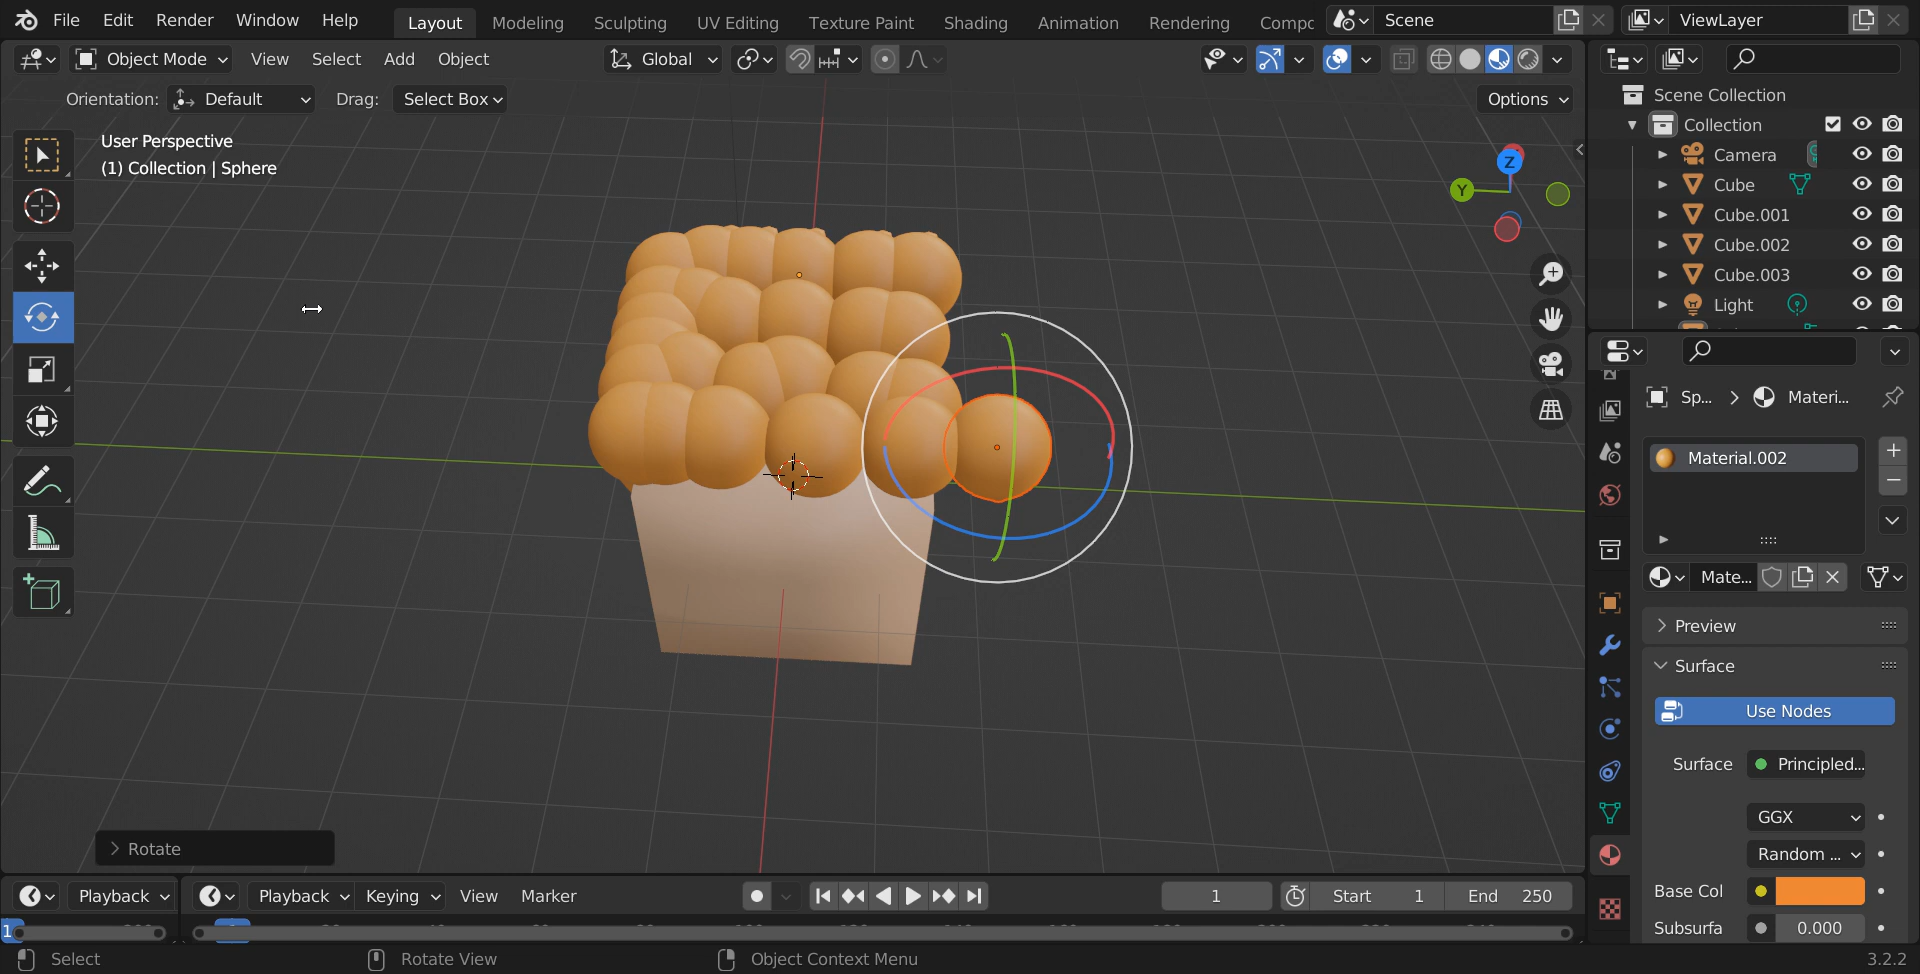 File Edit Render Window Help Layout Modeling Sculpting UV Editing Texture Paint Shading Animation Rendering Compc Scene ViewLayer
Object Mode View Select Add Object Global
Orientation: Default Drag: Select Box Options
User Perspective
(1) Collection | Sphere
Z
Y
Scene Collection
Collection
Camera
Cube
Cube.001
Cube.002
Cube.003
Light
Sp... Materi...
Material.002
Mate...
Preview
Surface
Use Nodes
Surface Principled...
GGX
Random ...
Base Col
Subsurfa 0.000
Rotate
Playback Playback Keying View Marker 1 Start 1 End 250
1
Select Rotate View Object Context Menu 3.2.2